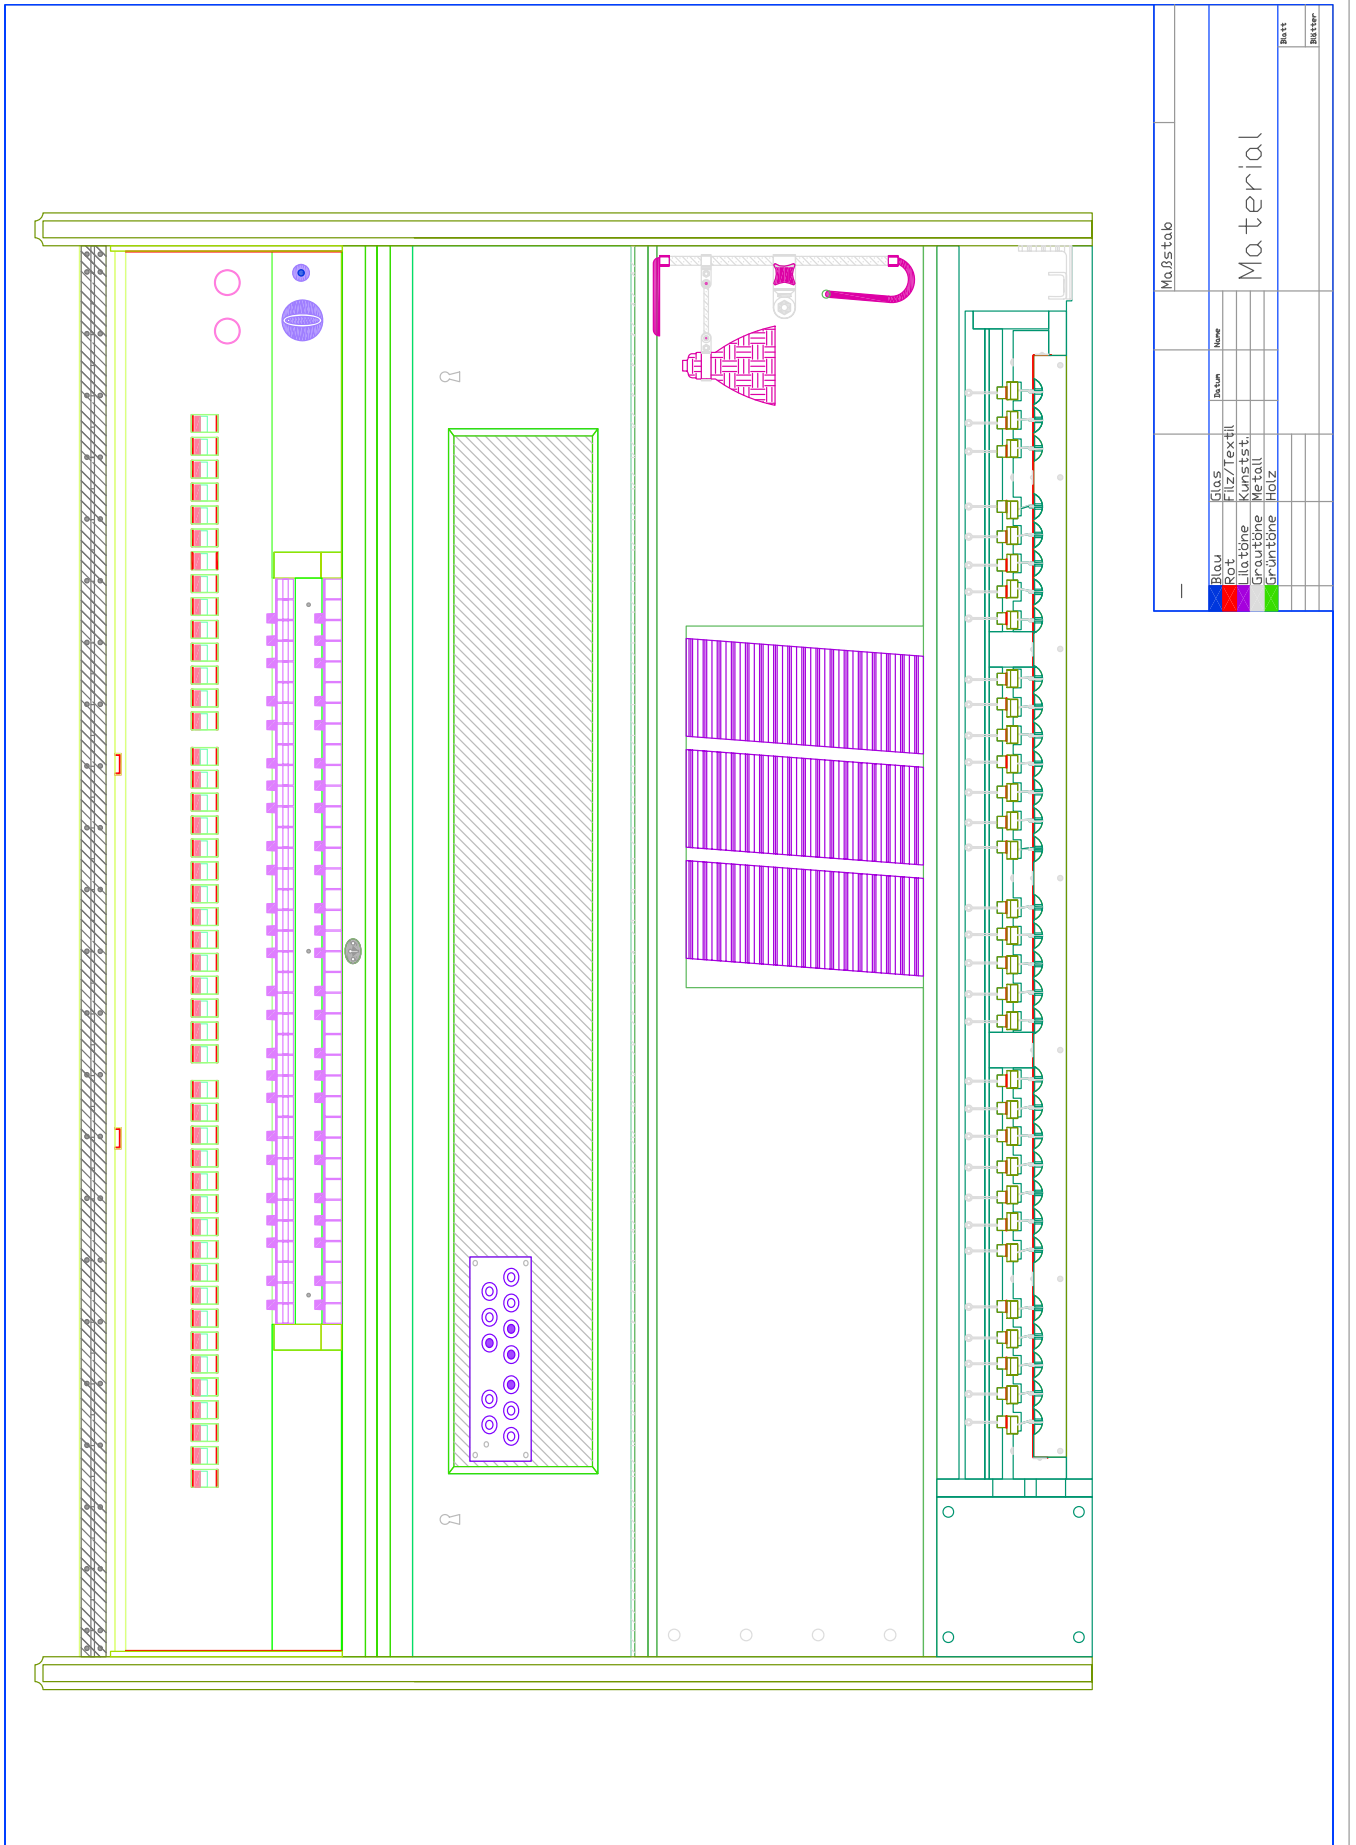 Maßstab
Material
Datum
Name
Blau Glas
Rot Filz/Textil
Lilatöne Kunstst.
Grautöne Metall
Grüntöne Holz
Blatt
Blätter